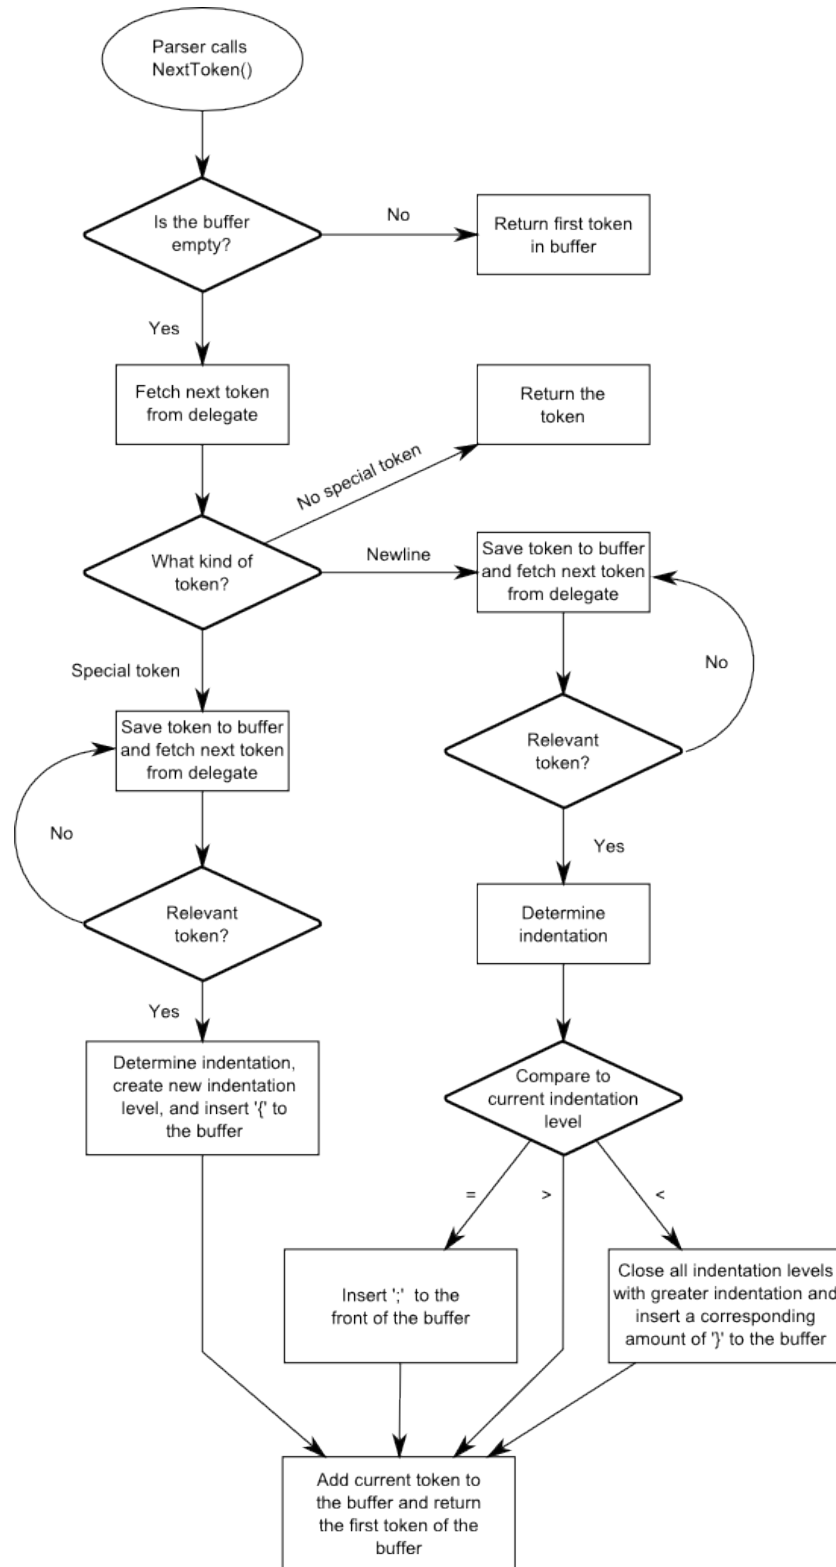 Parser calls
NextToken()
Is the buffer
empty?
No
Return first token
in buffer
Yes
Fetch next token
from delegate
Return the
token
No special token
What kind of
token?
Newline
Save token to buffer
and fetch next token
from delegate
Special token
No
Save token to buffer
and fetch next token
from delegate
Relevant
token?
No
Yes
Relevant
token?
Determine
indentation
Yes
Determine indentation,
create new indentation
level, and insert '{' to
the buffer
Compare to
current indentation
level
=
>
<
Insert ';' to the
front of the buffer
Close all indentation levels
with greater indentation and
insert a corresponding
amount of '}' to the buffer
Add current token to
the buffer and return
the first token of the
buffer